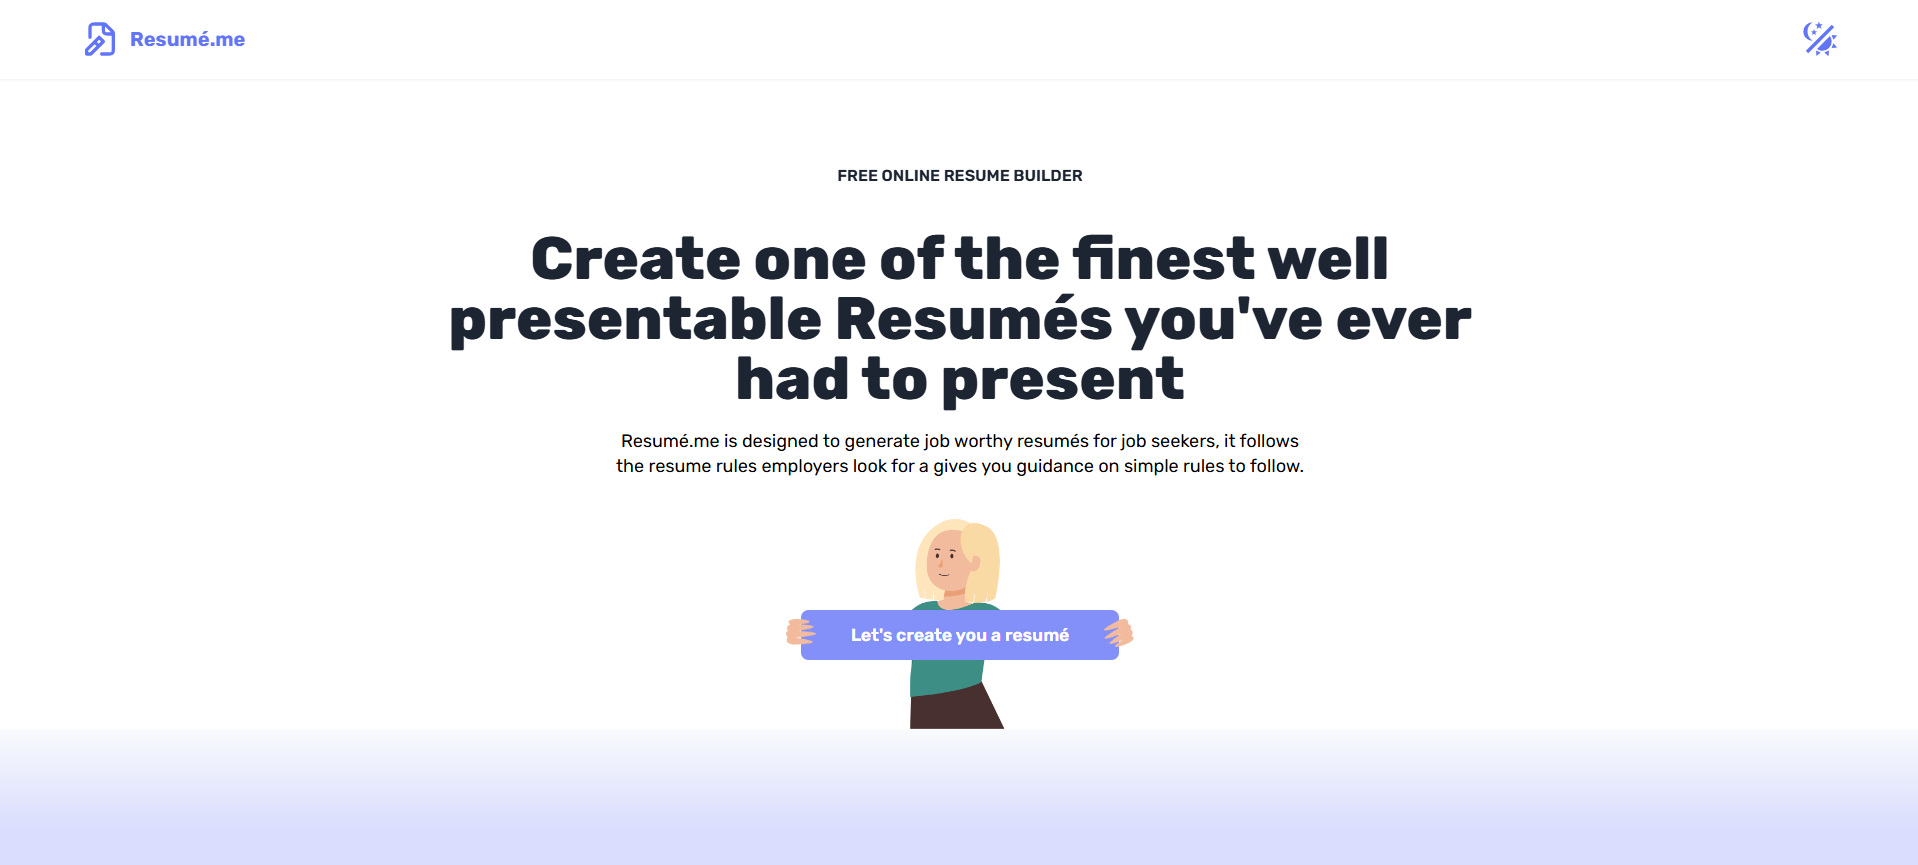 Resumé.me
FREE ONLINE RESUME BUILDER
Create one of the finest well
presentable Resumés you've ever
had to present
Resumé.me is designed to generate job worthy resumés for job seekers, it follows
the resume rules employers look for a gives you guidance on simple rules to follow.
Let's create you a resumé